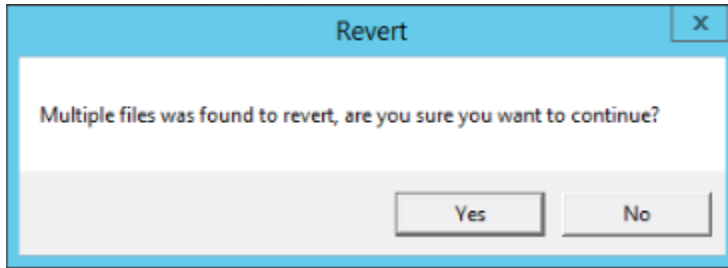 Revert
x
Multiple files was found to revert, are you sure you want to continue?
Yes
No